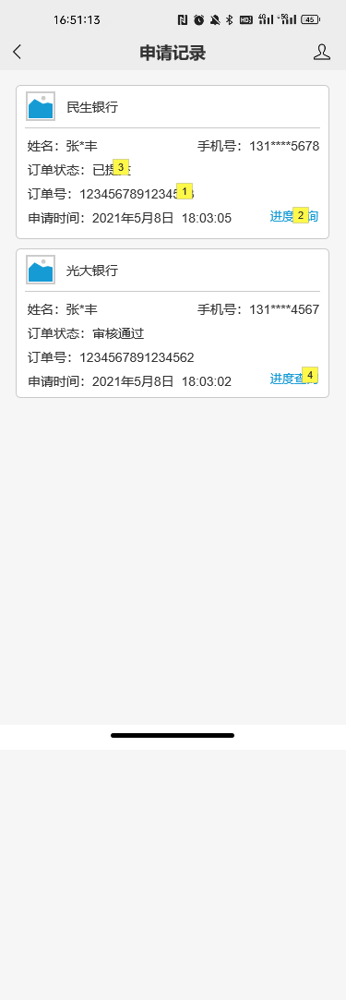 16:51:13 HD2 4G 5G 45
申请记录
民生银行
姓名：张*丰 手机号：131****5678
订单状态：已提 3
订单号：12345678912345 1
申请时间：2021年5月8日 18:03:05 进度 2 询
光大银行
姓名：张*丰 手机号：131****4567
订单状态：审核通过
订单号：1234567891234562
申请时间：2021年5月8日 18:03:02 进度查 4